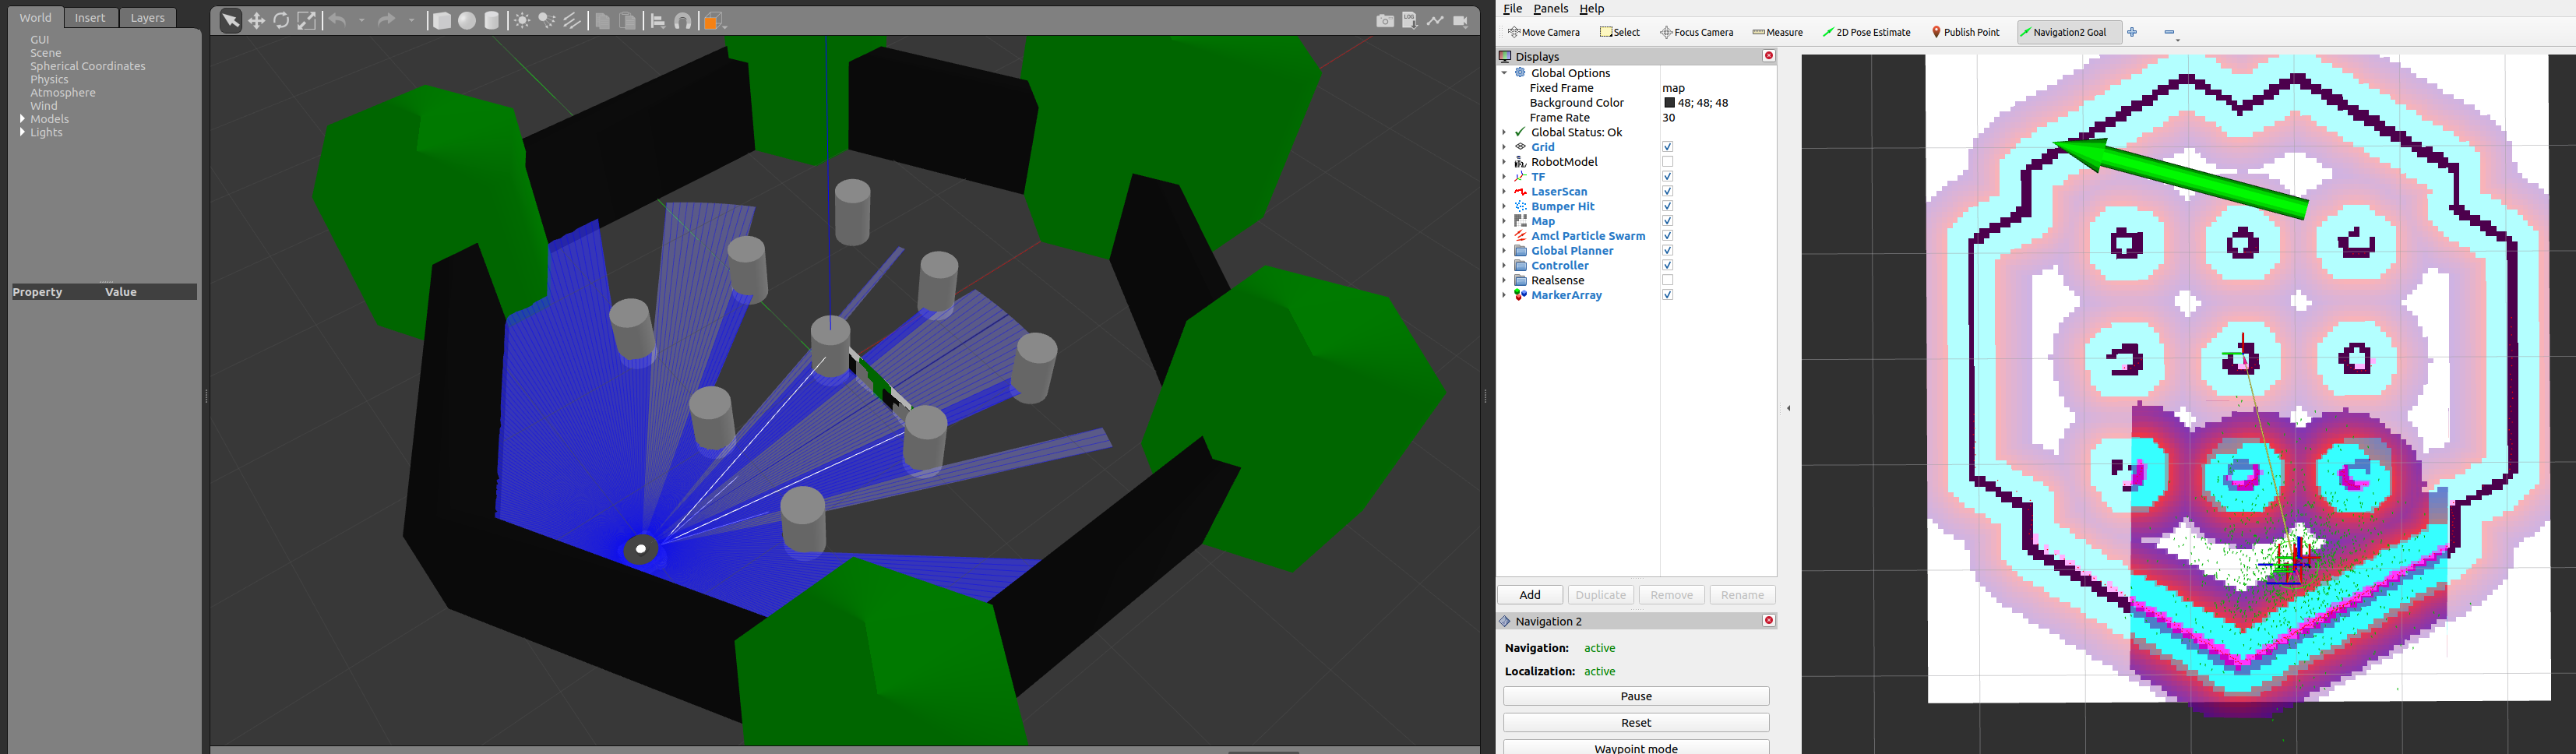 World Insert Layers
GUI
Scene
Spherical Coordinates
Physics
Atmosphere
Wind
Models
Lights
Property Value
File Panels Help
Move Camera Select Focus Camera Measure 2D Pose Estimate Publish Point Navigation2 Goal
Displays
Global Options
Fixed Frame map
Background Color 48; 48; 48
Frame Rate 30
Global Status: Ok
Grid
RobotModel
TF
LaserScan
Bumper Hit
Map
Amcl Particle Swarm
Global Planner
Controller
Realsense
MarkerArray
Add Duplicate Remove Rename
Navigation 2
Navigation: active
Localization: active
Pause
Reset
Waypoint mode